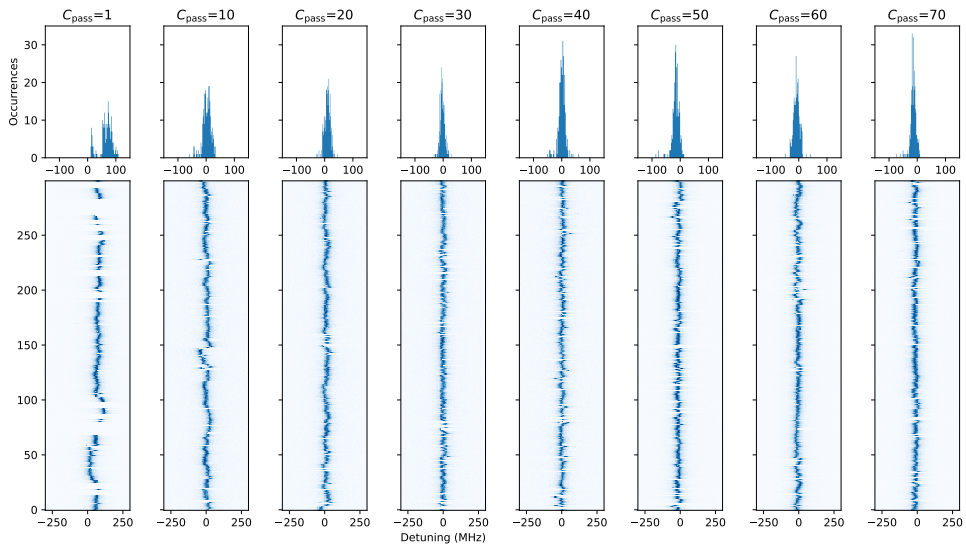 C_pass=1 C_pass=10 C_pass=20 C_pass=30 C_pass=40 C_pass=50 C_pass=60 C_pass=70
30
20
10
0
Occurrences
−100 0 100 −100 0 100 −100 0 100 −100 0 100 −100 0 100 −100 0 100 −100 0 100 −100 0 100
250
200
150
100
50
0
−250 0 250 −250 0 250 −250 0 250 −250 0 250 −250 0 250 −250 0 250 −250 0 250 −250 0 250
Detuning (MHz)